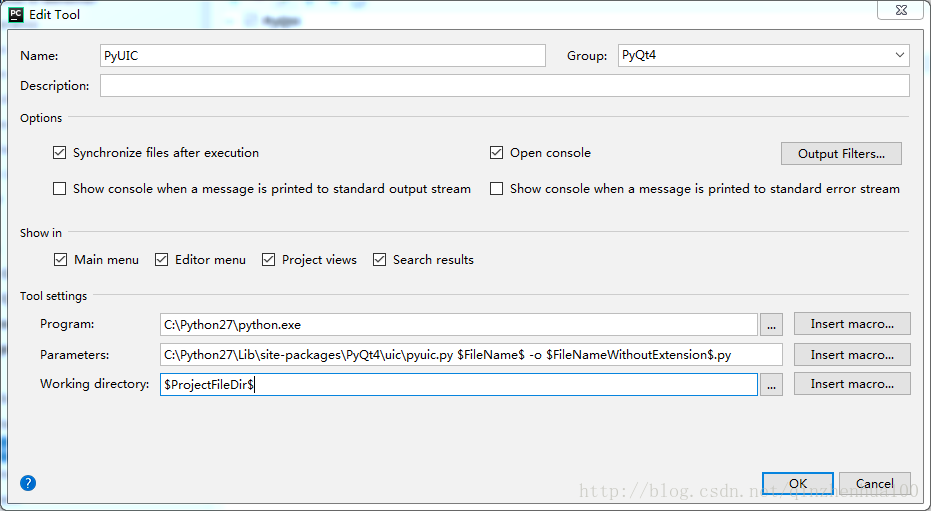 PC Edit Tool
Name: PyUIC Group: PyQt4
Description:
Options
Synchronize files after execution Open console Output Filters...
Show console when a message is printed to standard output stream Show console when a message is printed to standard error stream
Show in
Main menu Editor menu Project views Search results
Tool settings
Program: C:\Python27\python.exe ... Insert macro...
Parameters: C:\Python27\Lib\site-packages\PyQt4\uic\pyuic.py $FileName$ -o $FileNameWithoutExtension$.py Insert macro...
Working directory: $ProjectFileDir$ ... Insert macro...
? OK Cancel
http://blog.csdn.net/qinzhenhua100